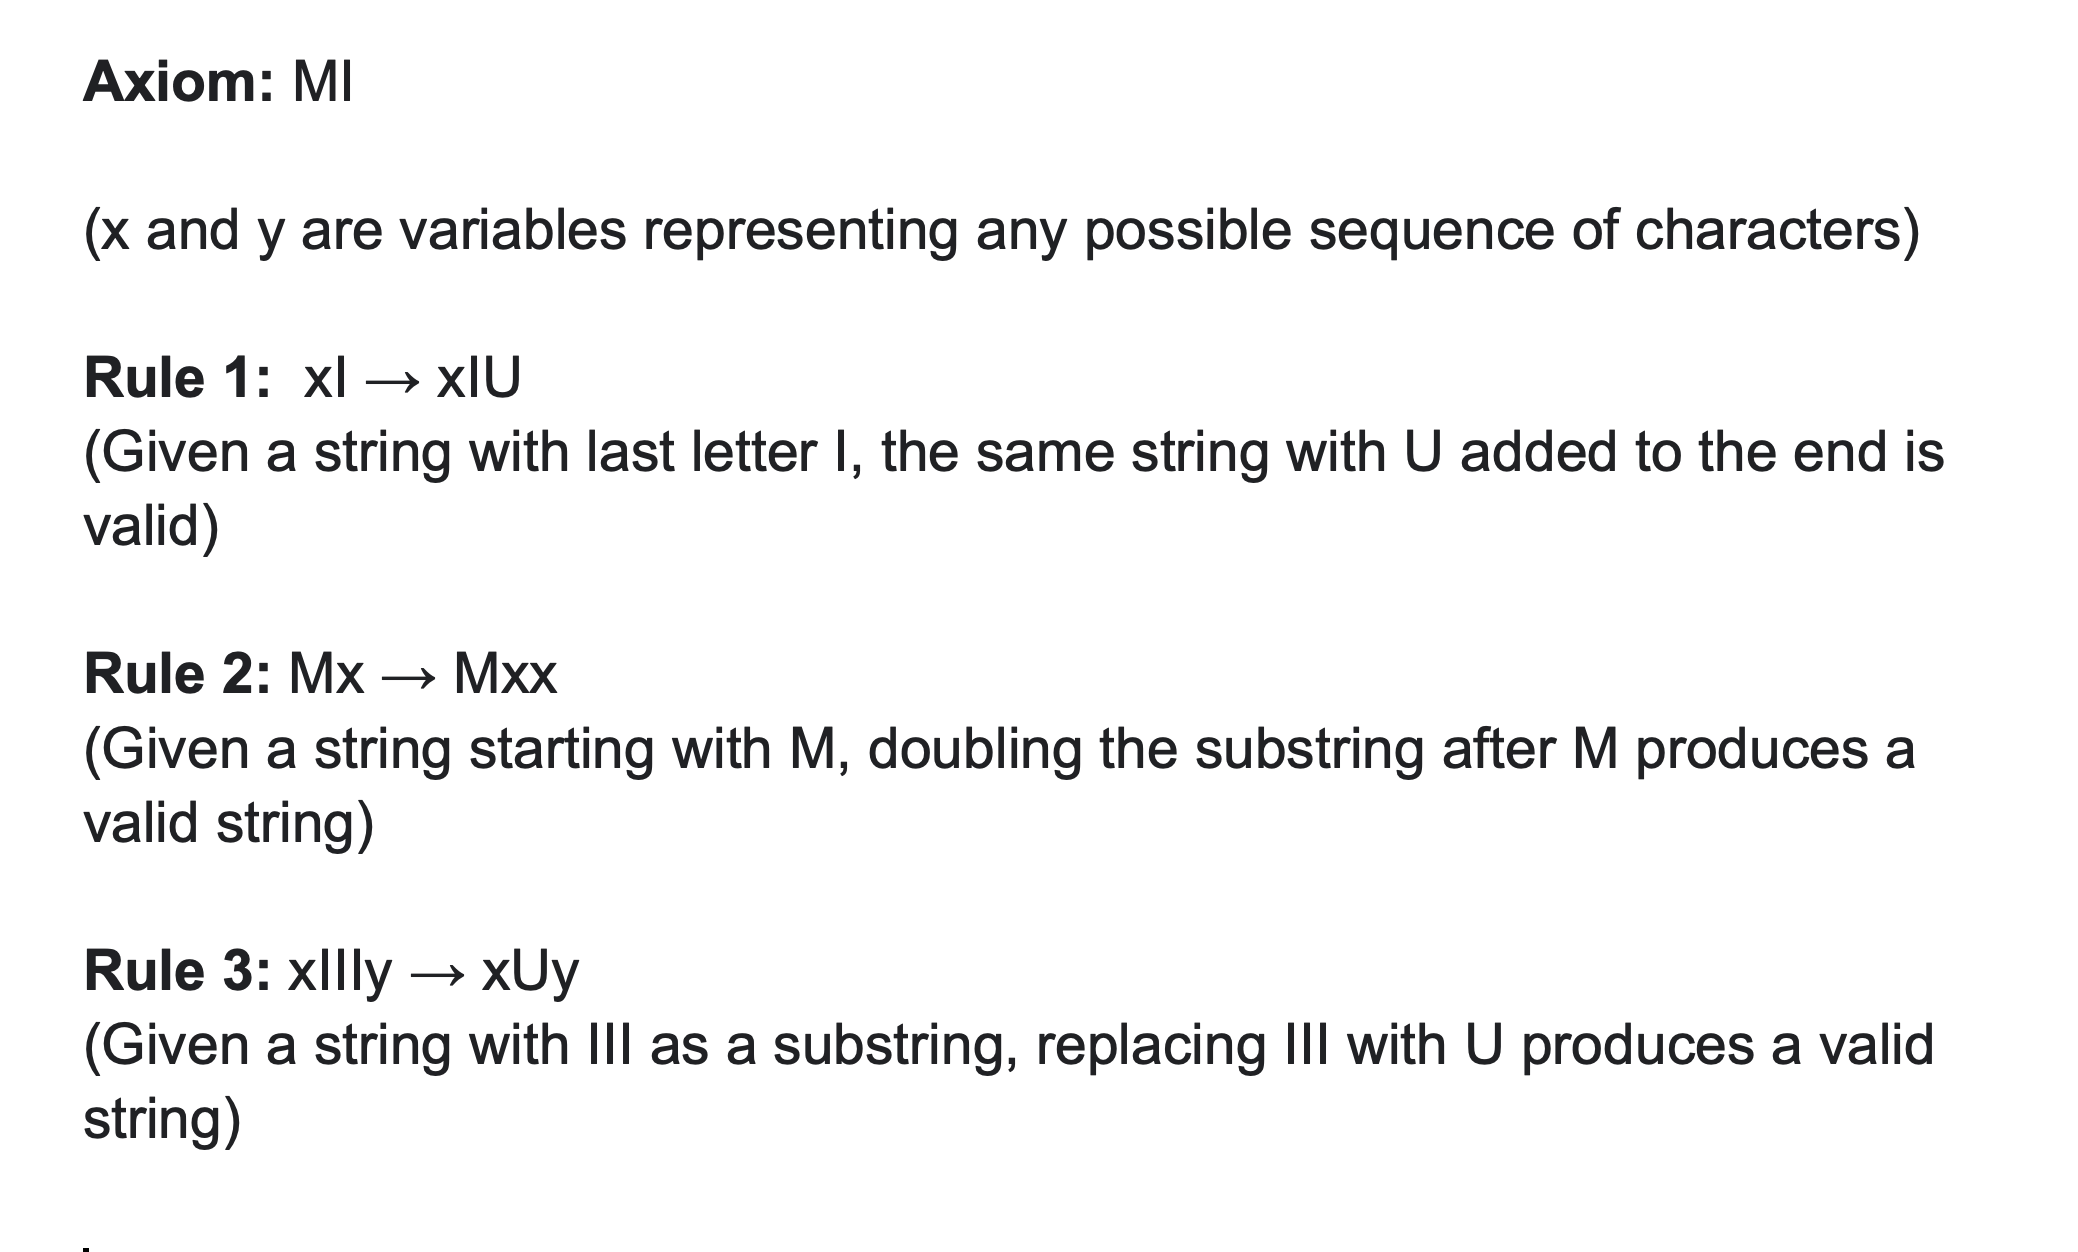 Axiom: MI
(x and y are variables representing any possible sequence of characters)
Rule 1:  xI → xIU
(Given a string with last letter I, the same string with U added to the end is
valid)
Rule 2: Mx → Mxx
(Given a string starting with M, doubling the substring after M produces a
valid string)
Rule 3: xIIIy → xUy
(Given a string with III as a substring, replacing III with U produces a valid
string)